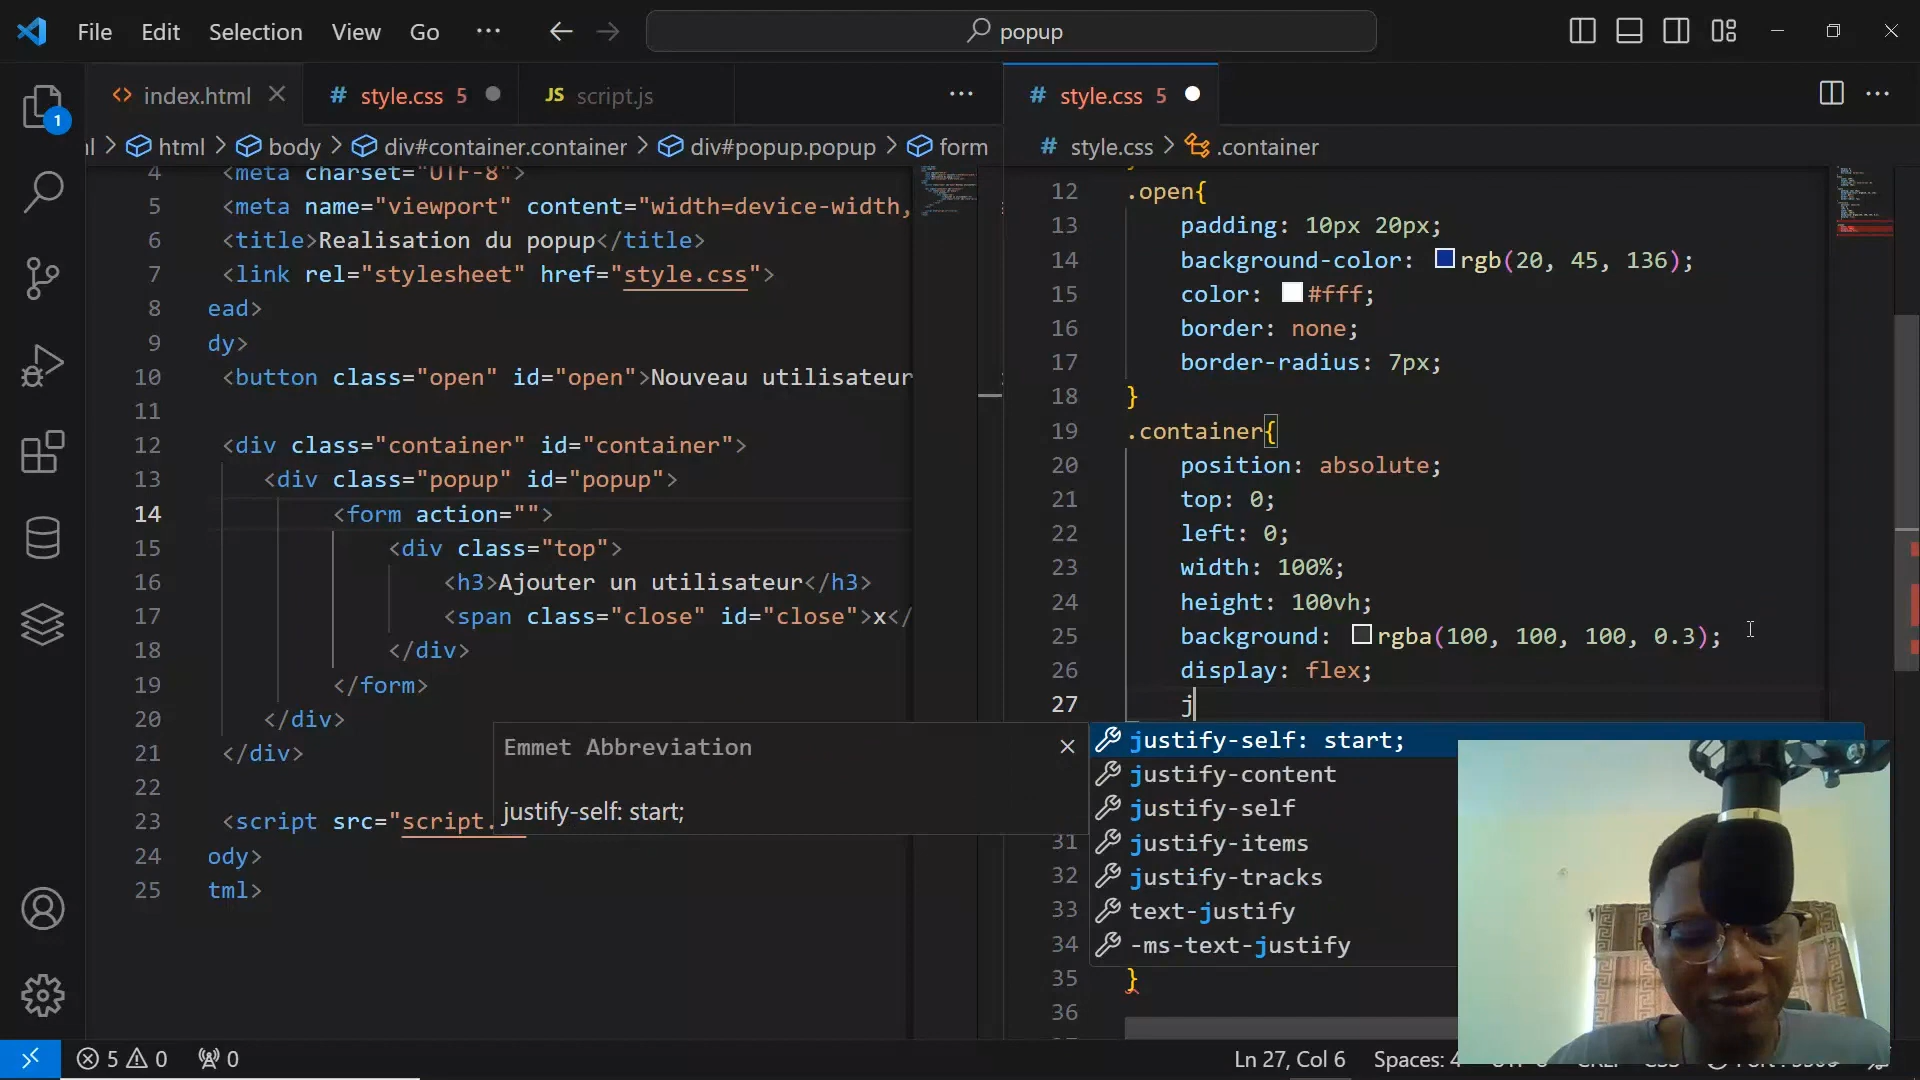 File Edit Selection View Go ··· popup
index.html style.css 5 script.js ···
style.css 5 ···
html > body > div#container.container > div#popup.popup > form
style.css > .container
4 <meta charset="UTF-8">
5 <meta name="viewport" content="width=device-width,
6 <title>Realisation du popup</title>
7 <link rel="stylesheet" href="style.css">
8 ead>
9 dy>
10 <button class="open" id="open">Nouveau utilisateur
11
12 <div class="container" id="container">
13 <div class="popup" id="popup">
14 <form action="">
15 <div class="top">
16 <h3>Ajouter un utilisateur</h3>
17 <span class="close" id="close">x</
18 </div>
19 </form>
20 </div>
21 </div>
22
23 <script src="script.
24 ody>
25 tml>
12 .open{
13 padding: 10px 20px;
14 background-color: rgb(20, 45, 136);
15 color: #fff;
16 border: none;
17 border-radius: 7px;
18 }
19 .container{
20 position: absolute;
21 top: 0;
22 left: 0;
23 width: 100%;
24 height: 100vh;
25 background: rgba(100, 100, 100, 0.3);
26 display: flex;
27 j
Emmet Abbreviation
justify-self: start;
justify-self: start;
justify-content
justify-self
justify-items
justify-tracks
text-justify
-ms-text-justify
31
32
33
34
35 }
36
1
5 0 0
Ln 27, Col 6 Spaces: 4